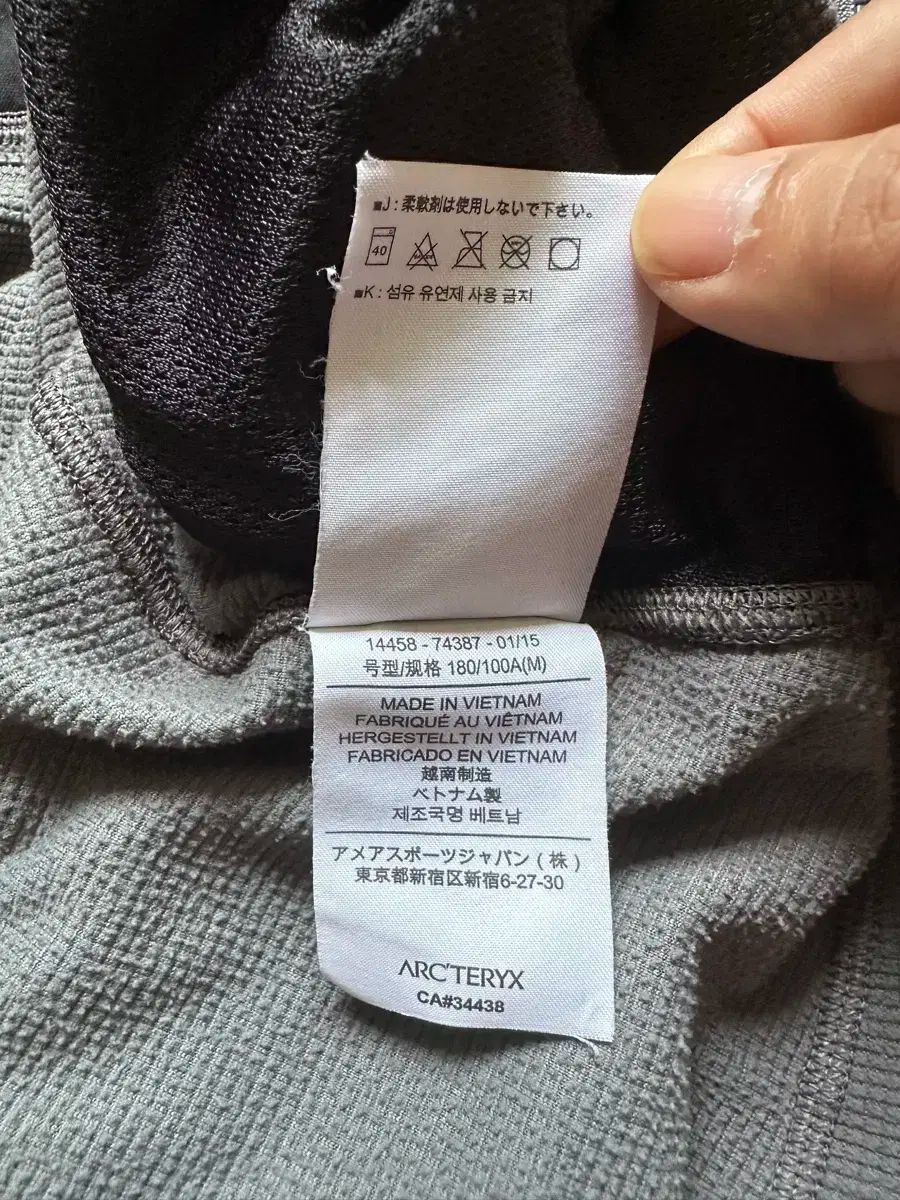 ■J : 柔軟剤は使用しないで下さい。
40
■K : 섬유 유연제 사용 금지
14458 - 74387 - 01/15
号型/规格 180/100A(M)
MADE IN VIETNAM
FABRIQUÉ AU VIÊTNAM
HERGESTELLT IN VIETNAM
FABRICADO EN VIETNAM
越南制造
ベトナム製
제조국명 베트남
アメアスポーツジャパン ( 株 )
東京都新宿区新宿6-27-30
ARC'TERYX
CA#34438